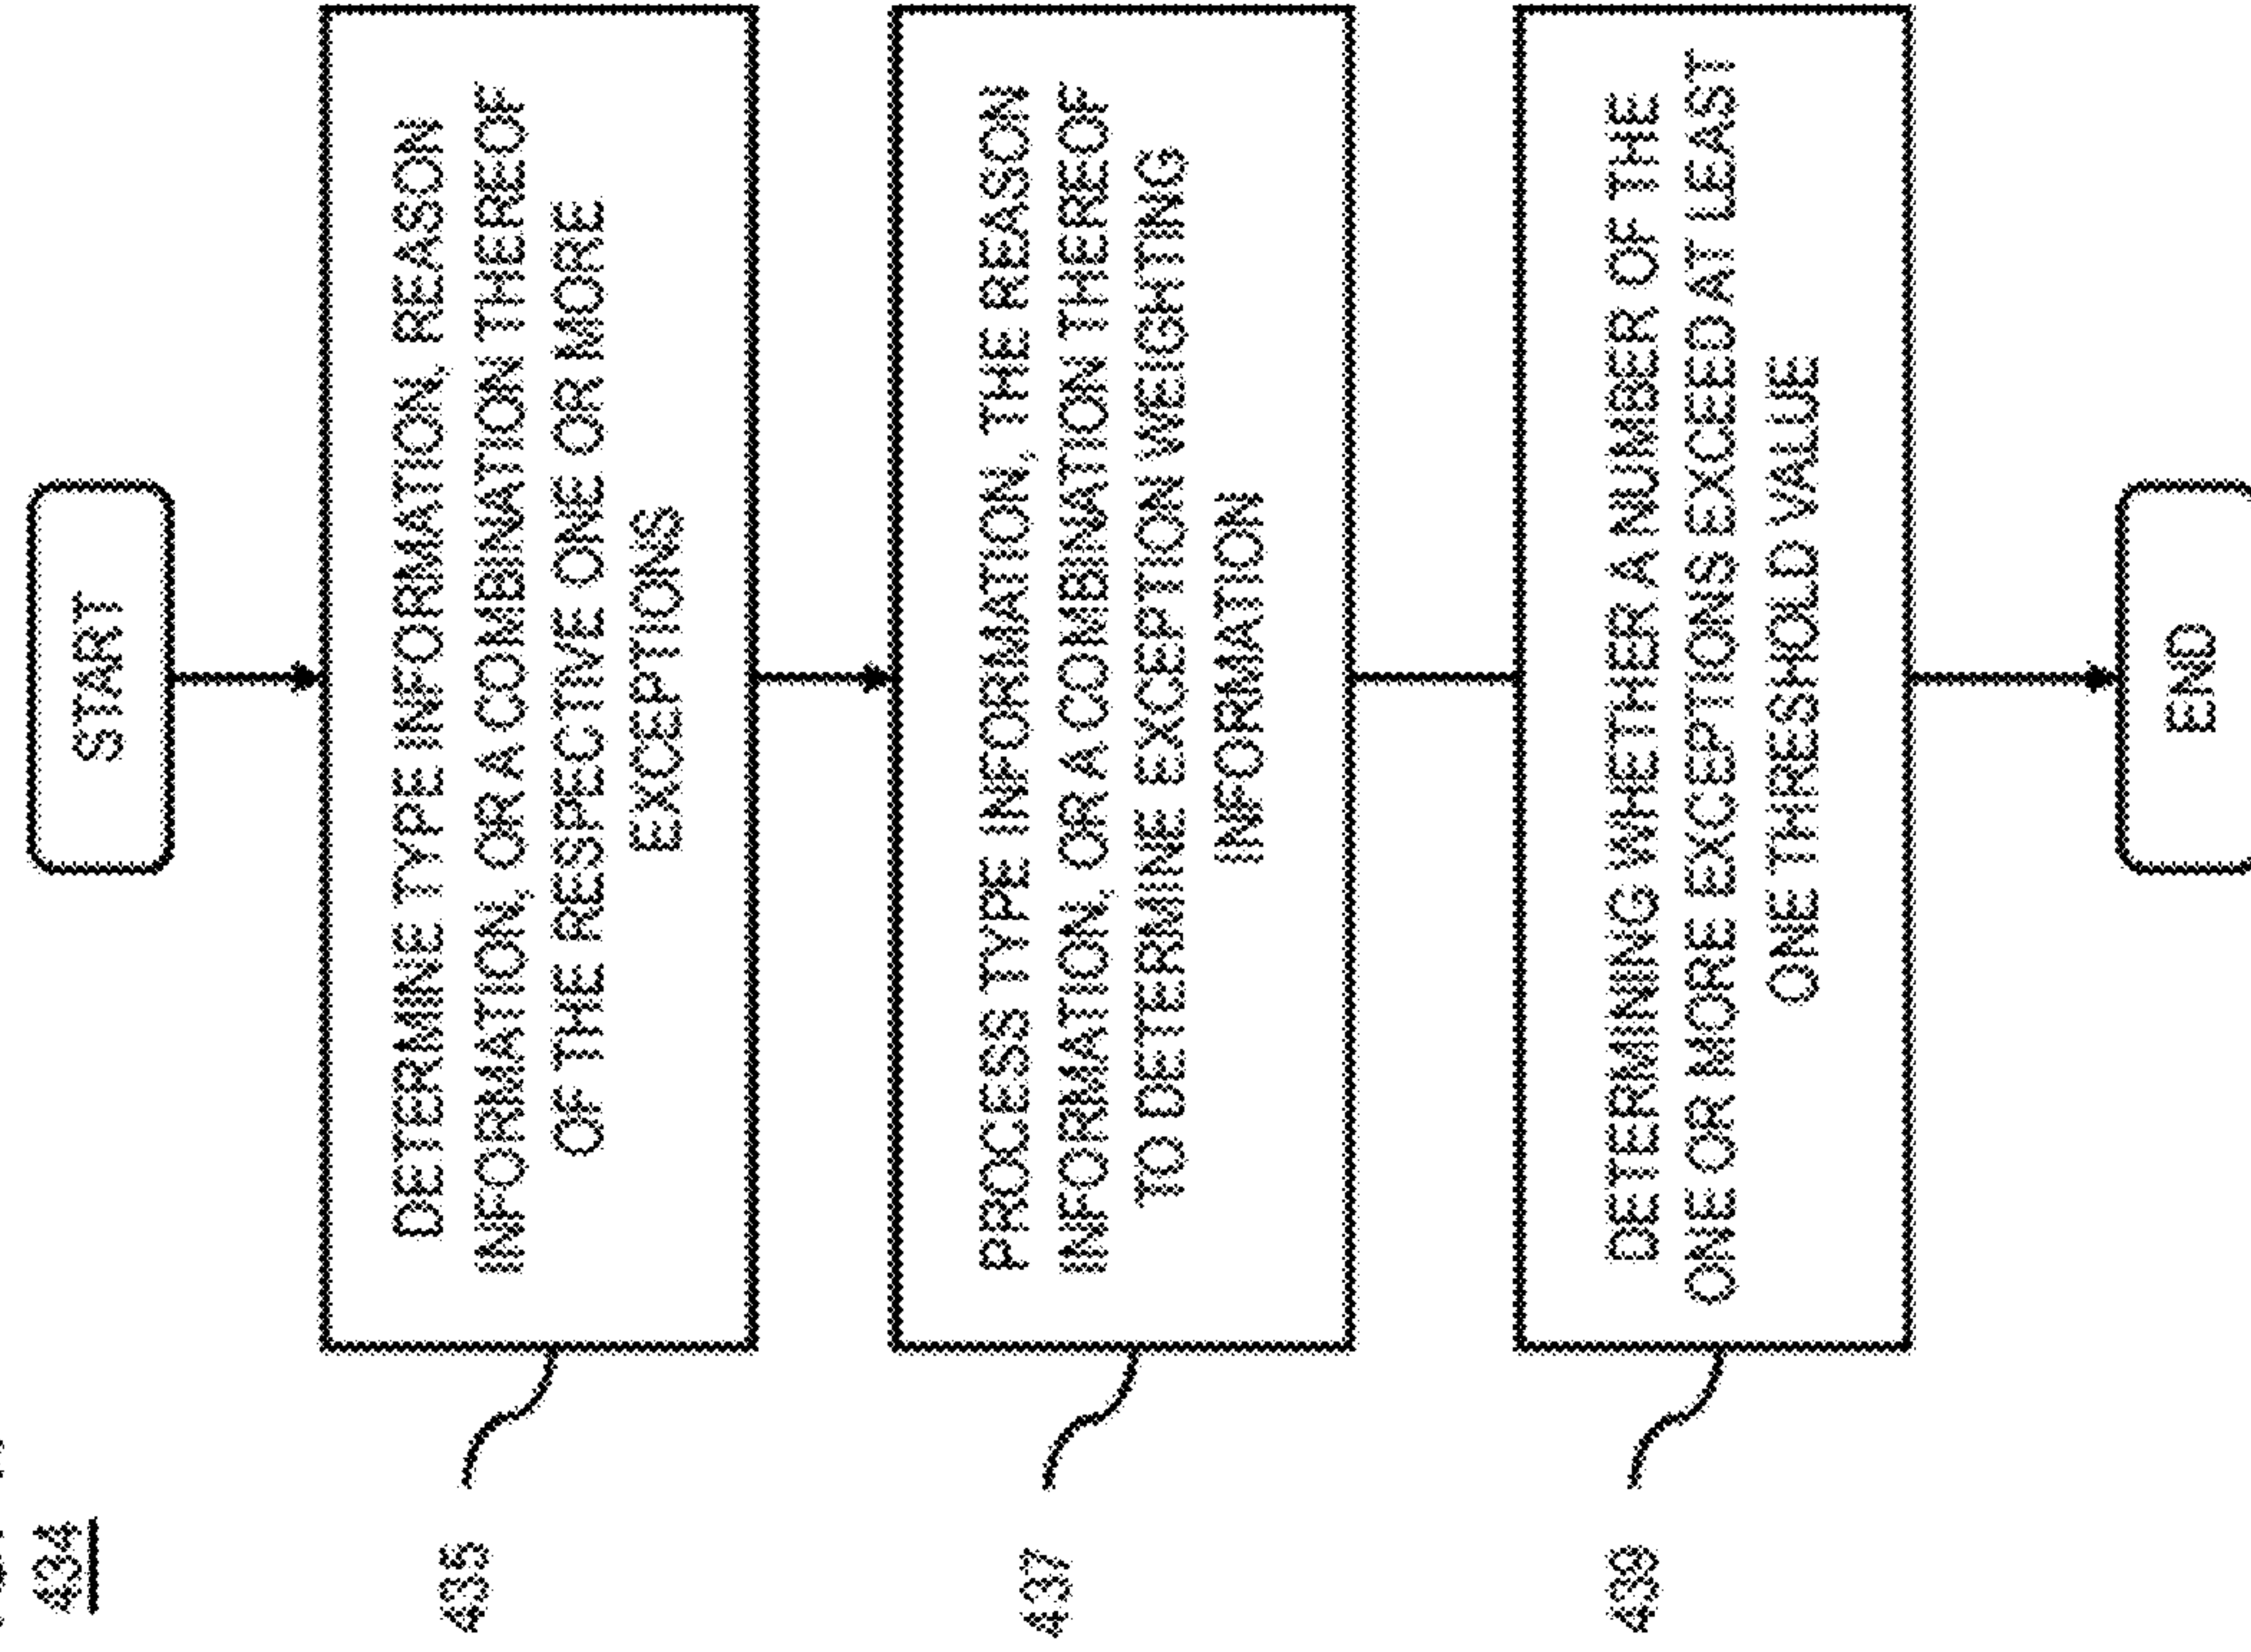 434
START
435
DETERMINE TYPE INFORMATION, REASON
INFORMATION, OR A COMBINATION THEREOF
OF THE RESPECTIVE ONE OR MORE
EXCEPTIONS
437
PROCESS TYPE INFORMATION, THE REASON
INFORMATION, OR A COMBINATION THEREOF
TO DETERMINE EXCEPTION WEIGHTING
INFORMATION
439
DETERMINING WHETHER A NUMBER OF THE
ONE OR MORE EXCEPTIONS EXCEED AT LEAST
ONE THRESHOLD VALUE
END